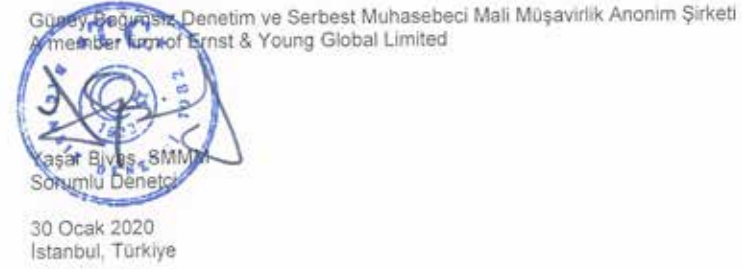 Güney Bağımsız Denetim ve Serbest Muhasebeci Mali Müşavirlik Anonim Şirketi
A member firm of Ernst & Young Global Limited
Yaşar Bivas, SMMM
Sorumlu Denetçi
30 Ocak 2020
İstanbul, Türkiye